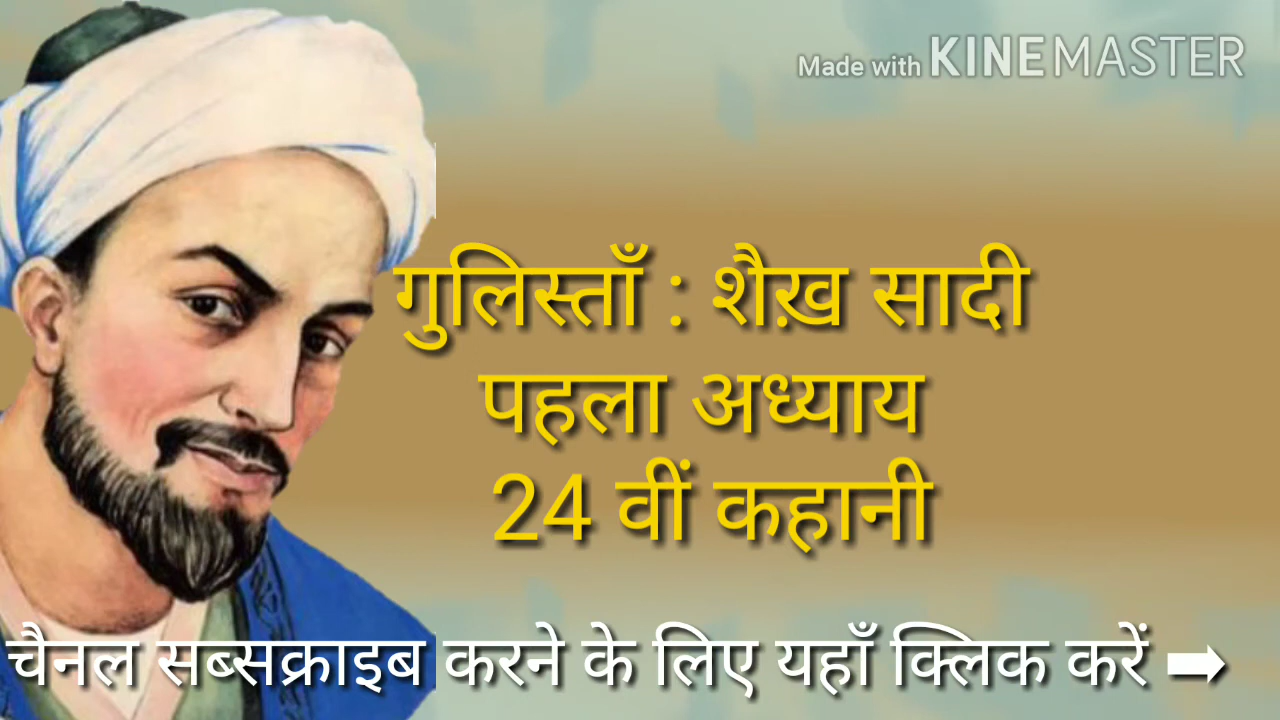 Made with KINEMASTER
गुलिस्ताँ : शैख़ सादी
पहला अध्याय
24 वीं कहानी
चैनल सब्सक्राइब करने के लिए यहाँ क्लिक करें ➡